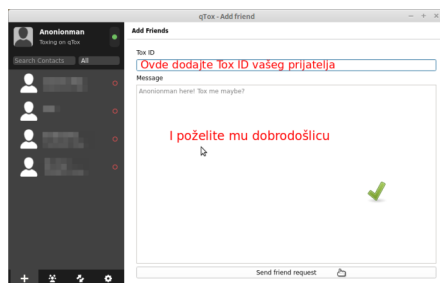 qTox - Add friend
Anonionman
Toxing on qTox
Search Contacts
All
Add Friends
Tox ID
Ovde dodajte Tox ID vašeg prijatelja
Message
Anonionman here! Tox me maybe?
I poželite mu dobrodošlicu
Send friend request